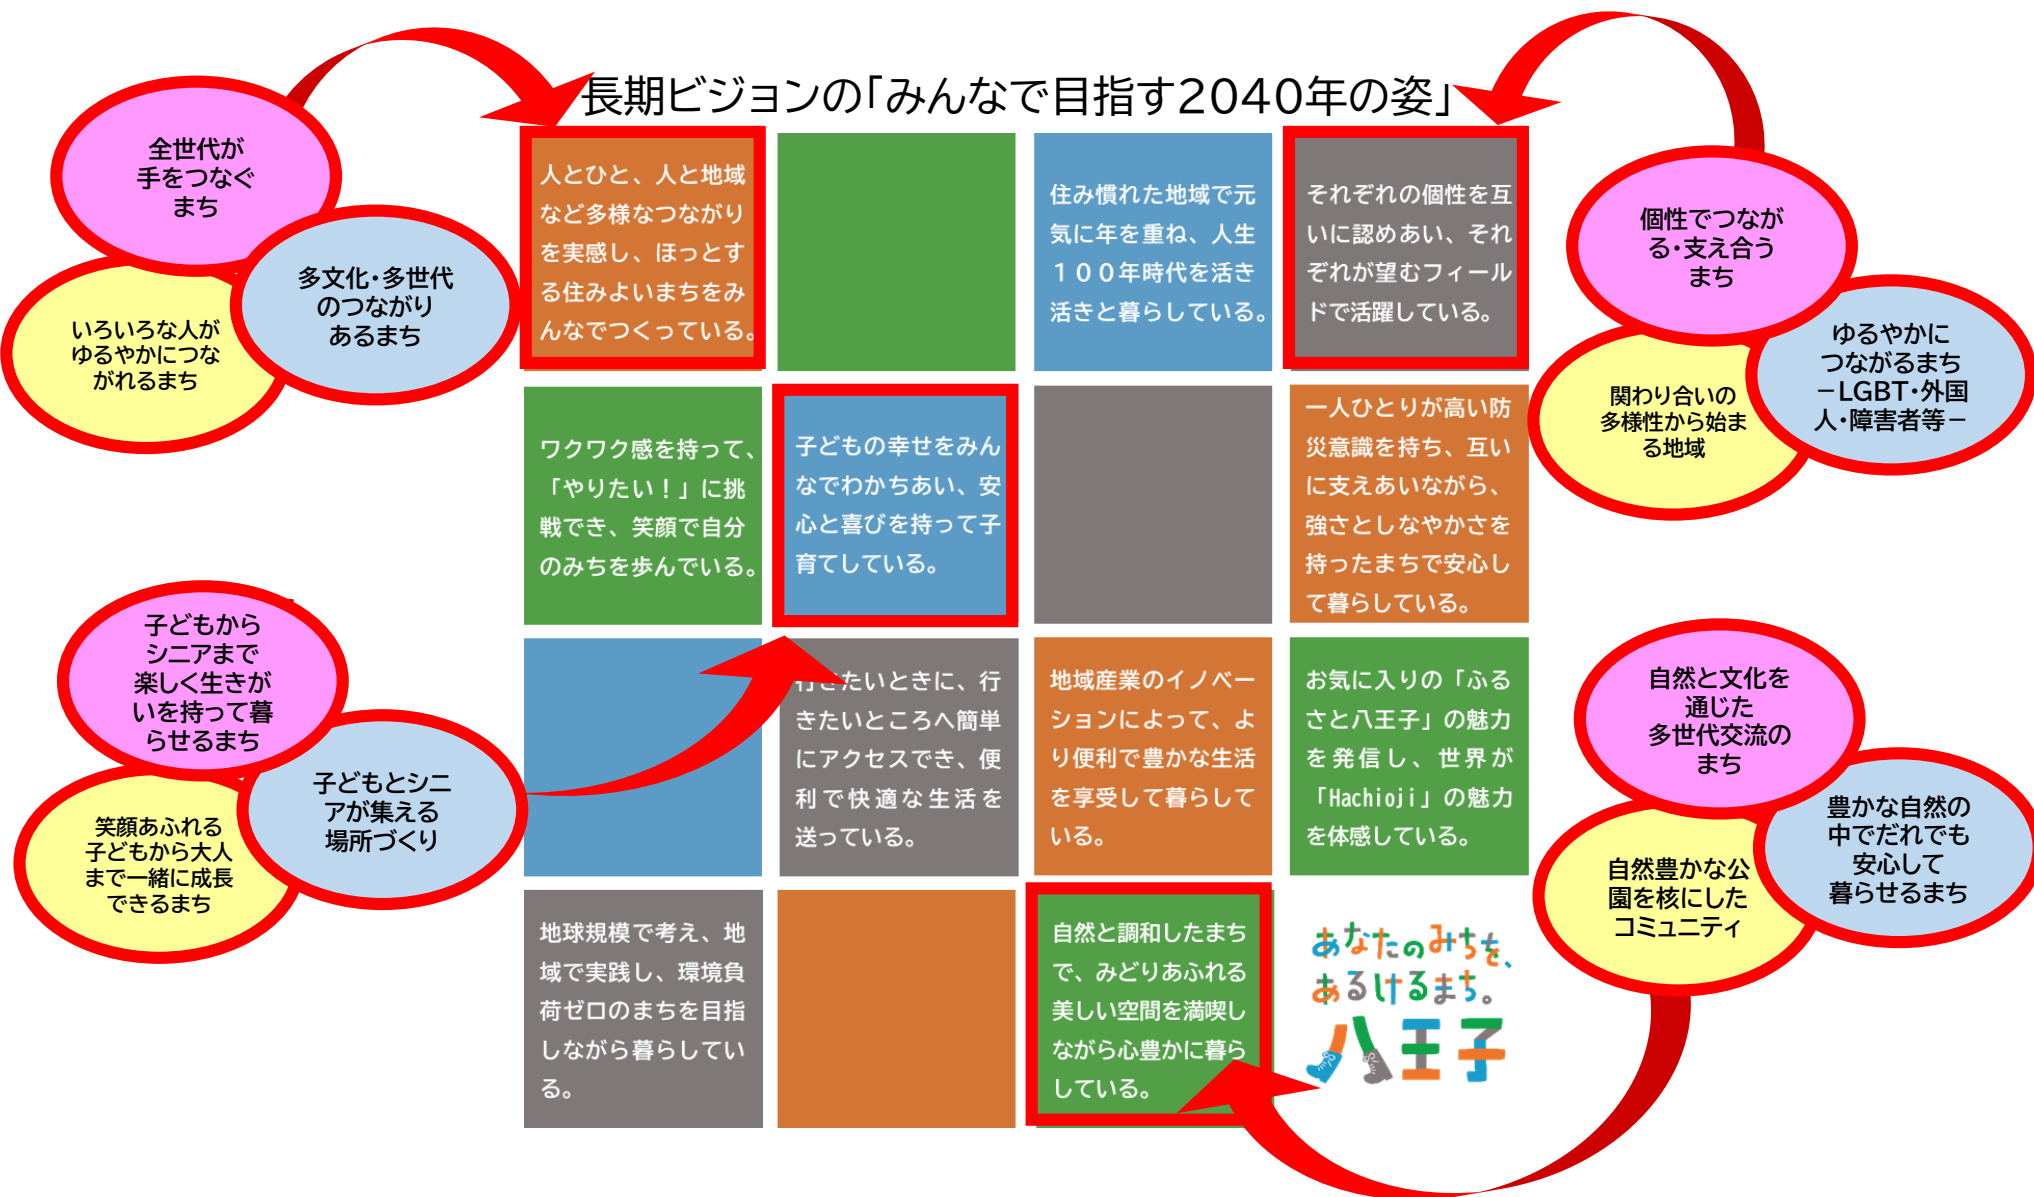 長期ビジョンの「みんなで目指す2040年の姿」
全世代が
手をつなぐ
まち
多文化・多世代
のつながり
あるまち
いろいろな人が
ゆるやかにつな
がれるまち
人とひと、人と地域
など多様なつながり
を実感し、ほっとす
る住みよいまちをみ
んなでつくっている。
住み慣れた地域で元
気に年を重ね、人生
１００年時代を活き
活きと暮らしている。
それぞれの個性を互
いに認めあい、それ
ぞれが望むフィール
ドで活躍している。
個性でつなが
る・支え合う
まち
ゆるやかに
つながるまち
－LGBT・外国
人・障害者等－
関わり合いの
多様性から始ま
る地域
ワクワク感を持って、
「やりたい！」に挑
戦でき、笑顔で自分
のみちを歩んでいる。
子どもの幸せをみん
なでわかちあい、安
心と喜びを持って子
育てしている。
一人ひとりが高い防
災意識を持ち、互い
に支えあいながら、
強さとしなやかさを
持ったまちで安心し
て暮らしている。
子どもから
シニアまで
楽しく生きが
いを持って暮
らせるまち
子どもとシニ
アが集える
場所づくり
笑顔あふれる
子どもから大人
まで一緒に成長
できるまち
行きたいときに、行
きたいところへ簡単
にアクセスでき、便
利で快適な生活を
送っている。
地域産業のイノベー
ションによって、よ
り便利で豊かな生活
を享受して暮らして
いる。
お気に入りの「ふる
さと八王子」の魅力
を発信し、世界が
「Hachioji」の魅力
を体感している。
自然と文化を
通じた
多世代交流の
まち
豊かな自然の
中でだれでも
安心して
暮らせるまち
自然豊かな公
園を核にした
コミュニティ
地球規模で考え、地
域で実践し、環境負
荷ゼロのまちを目指
しながら暮らしてい
る。
自然と調和したまち
で、みどりあふれる
美しい空間を満喫し
ながら心豊かに暮ら
している。
あなたのみちを、
あるけるまち。
八王子